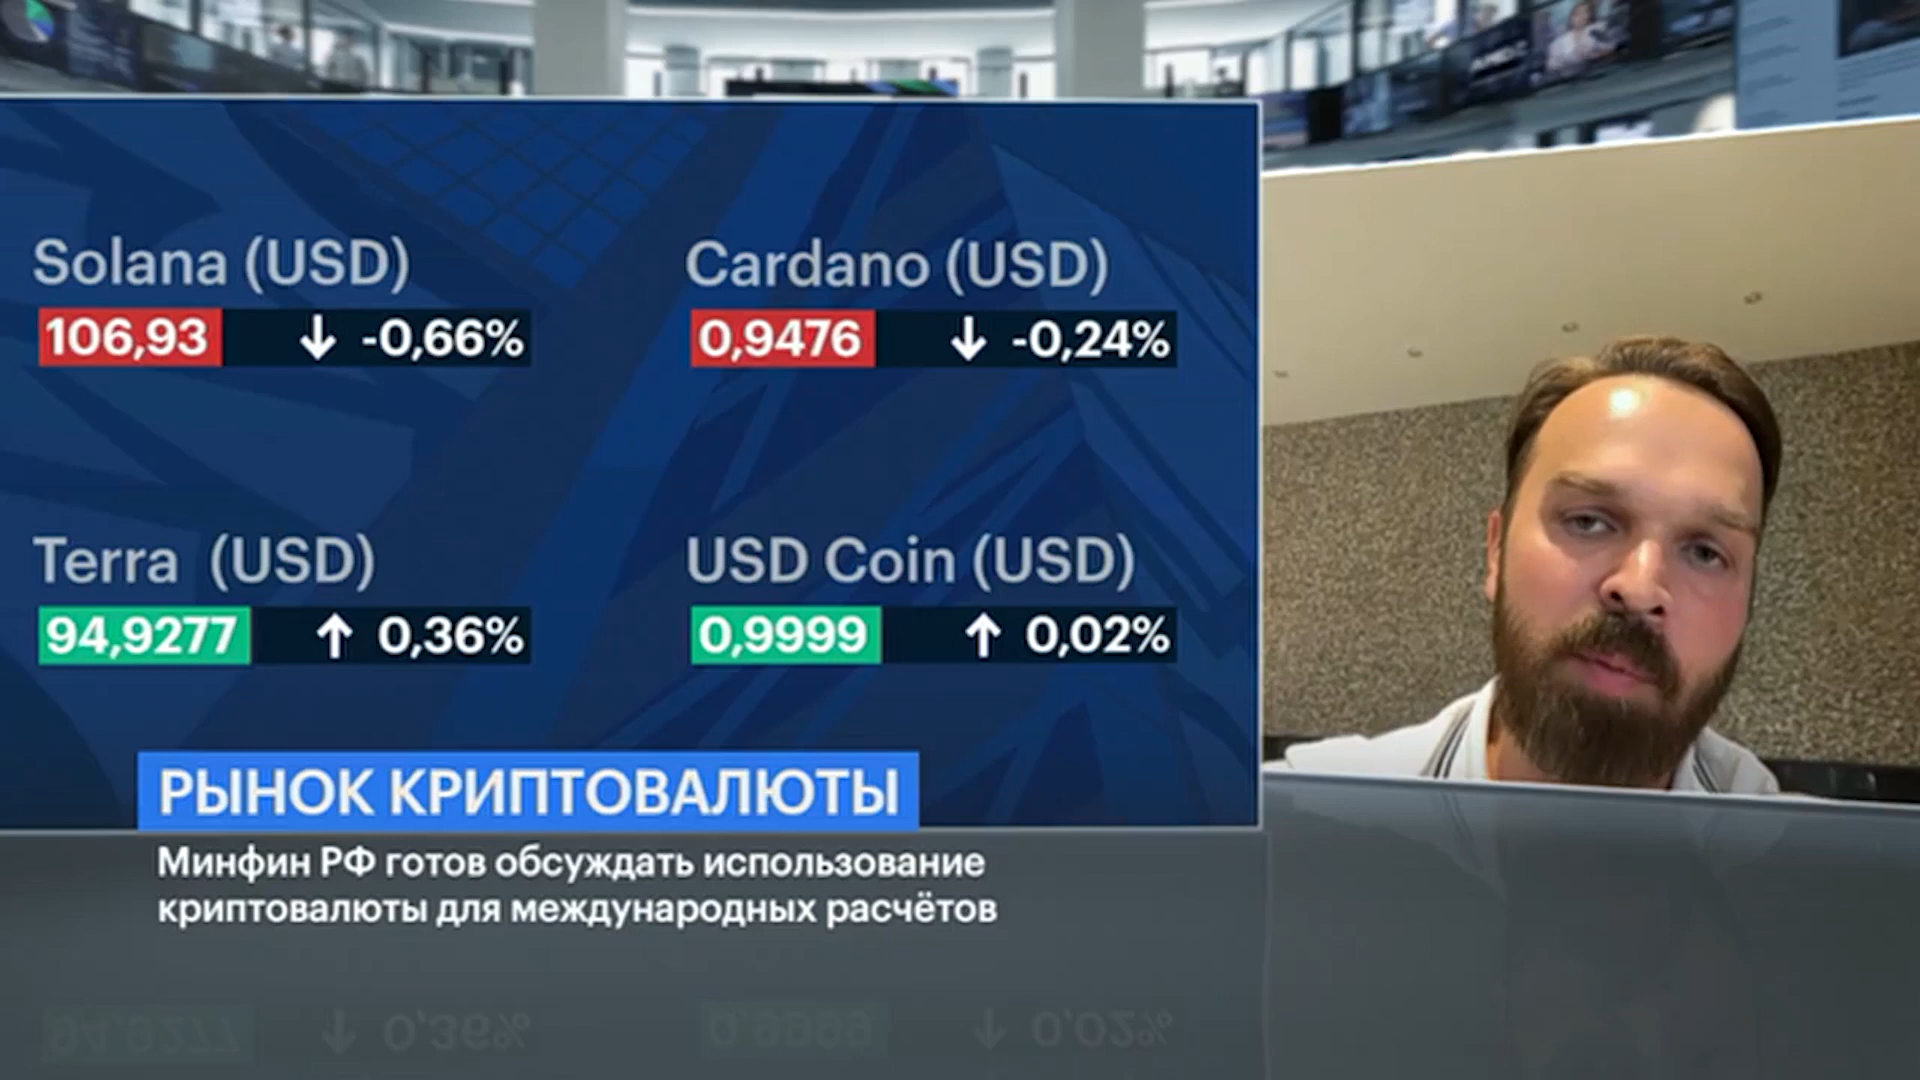 Solana (USD)
106,93 ↓ -0,66%
Cardano (USD)
0,9476 ↓ -0,24%
Terra (USD)
94,9277 ↑ 0,36%
USD Coin (USD)
0,9999 ↑ 0,02%
РЫНОК КРИПТОВАЛЮТЫ
Минфин РФ готов обсуждать использование
криптовалюты для международных расчётов